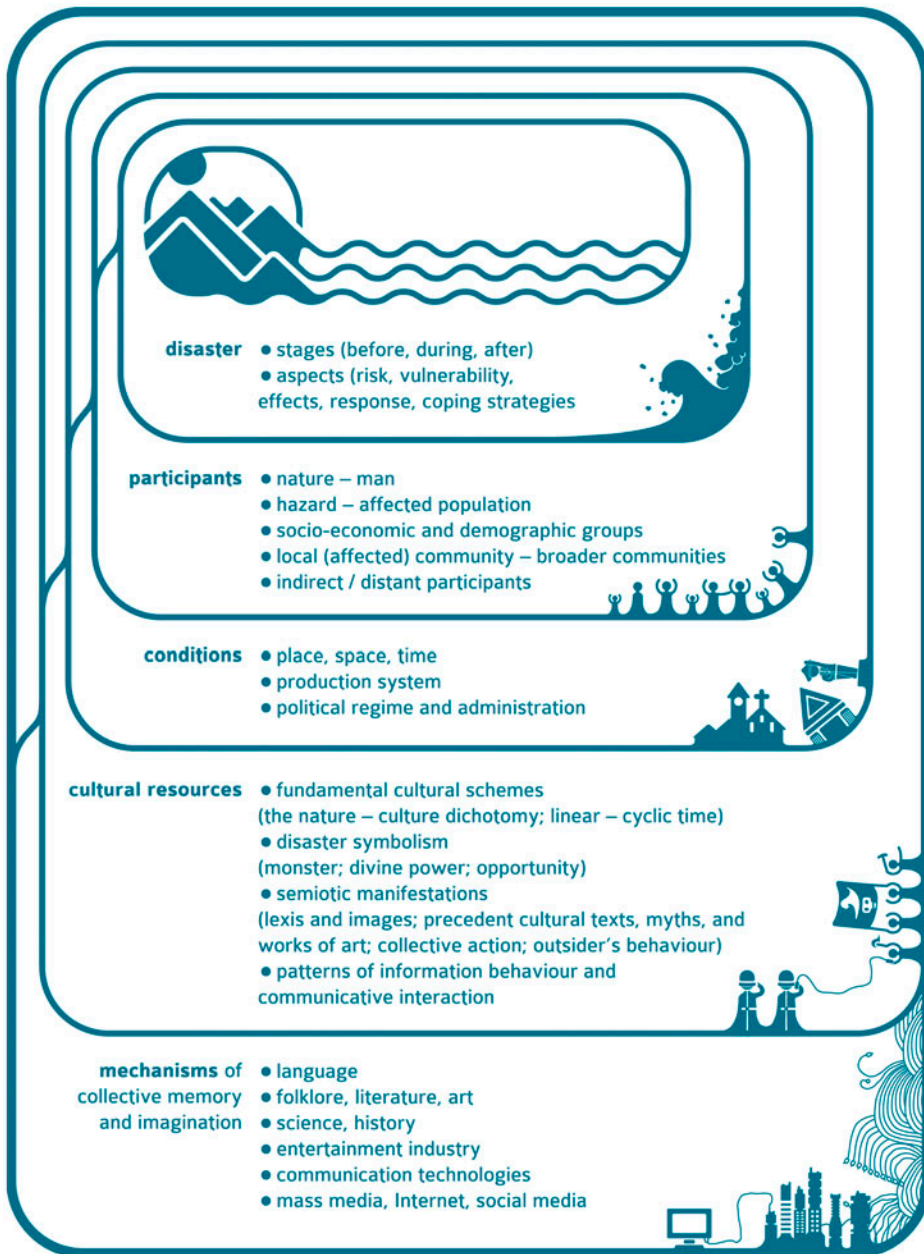 disaster • stages (before, during, after)
• aspects (risk, vulnerability,
effects, response, coping strategies
participants • nature – man
• hazard – affected population
• socio-economic and demographic groups
• local (affected) community – broader communities
• indirect / distant participants
conditions • place, space, time
• production system
• political regime and administration
cultural resources • fundamental cultural schemes
(the nature – culture dichotomy; linear – cyclic time)
• disaster symbolism
(monster; divine power; opportunity)
• semiotic manifestations
(lexis and images; precedent cultural texts, myths, and
works of art; collective action; outsider's behaviour)
• patterns of information behaviour and
communicative interaction
mechanisms of • language
collective memory • folklore, literature, art
and imagination • science, history
• entertainment industry
• communication technologies
• mass media, Internet, social media